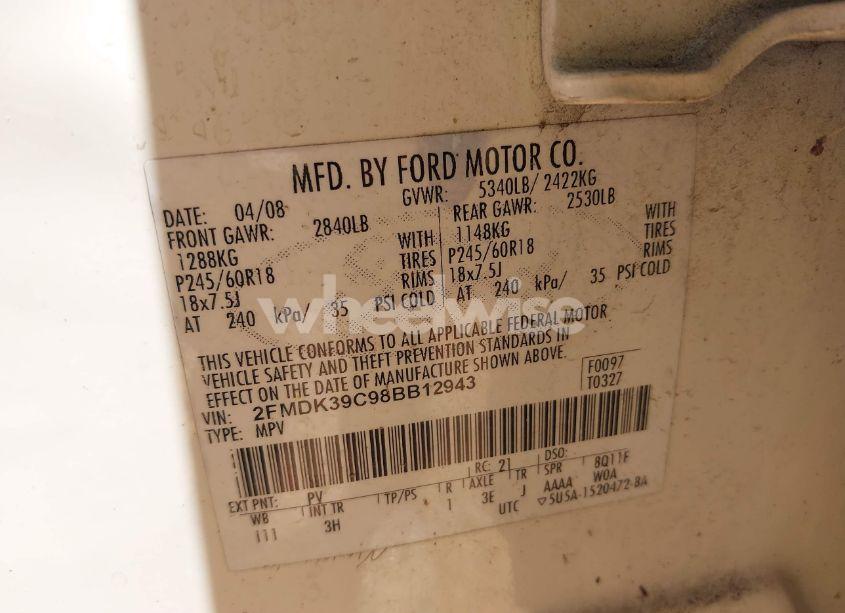 MFD. BY FORD MOTOR CO.
DATE: 04/08 GVWR: 5340LB/ 2422KG
FRONT GAWR: 2840LB REAR GAWR: 2530LB
1288KG WITH 1148KG WITH
P245/60R18 TIRES P245/60R18 TIRES
18x7.5J RIMS 18x7.5J RIMS
AT 240 kPa/ 35 PSI COLD AT 240 kPa/ 35 PSI COLD
wheelwise
THIS VEHICLE CONFORMS TO ALL APPLICABLE FEDERAL MOTOR
VEHICLE SAFETY AND THEFT PREVENTION STANDARDS IN
EFFECT ON THE DATE OF MANUFACTURE SHOWN ABOVE.
VIN: 2FMDK39C98BB12943 F0097
TYPE: MPV T0327
EXT PNT: PV RC: 21 DSO:
WB INT TR TP/PS R AXLE TR SPR 8Q11F
111 3H 1 3E J AAAA W0A
UTC 5U5A-1520472-BA